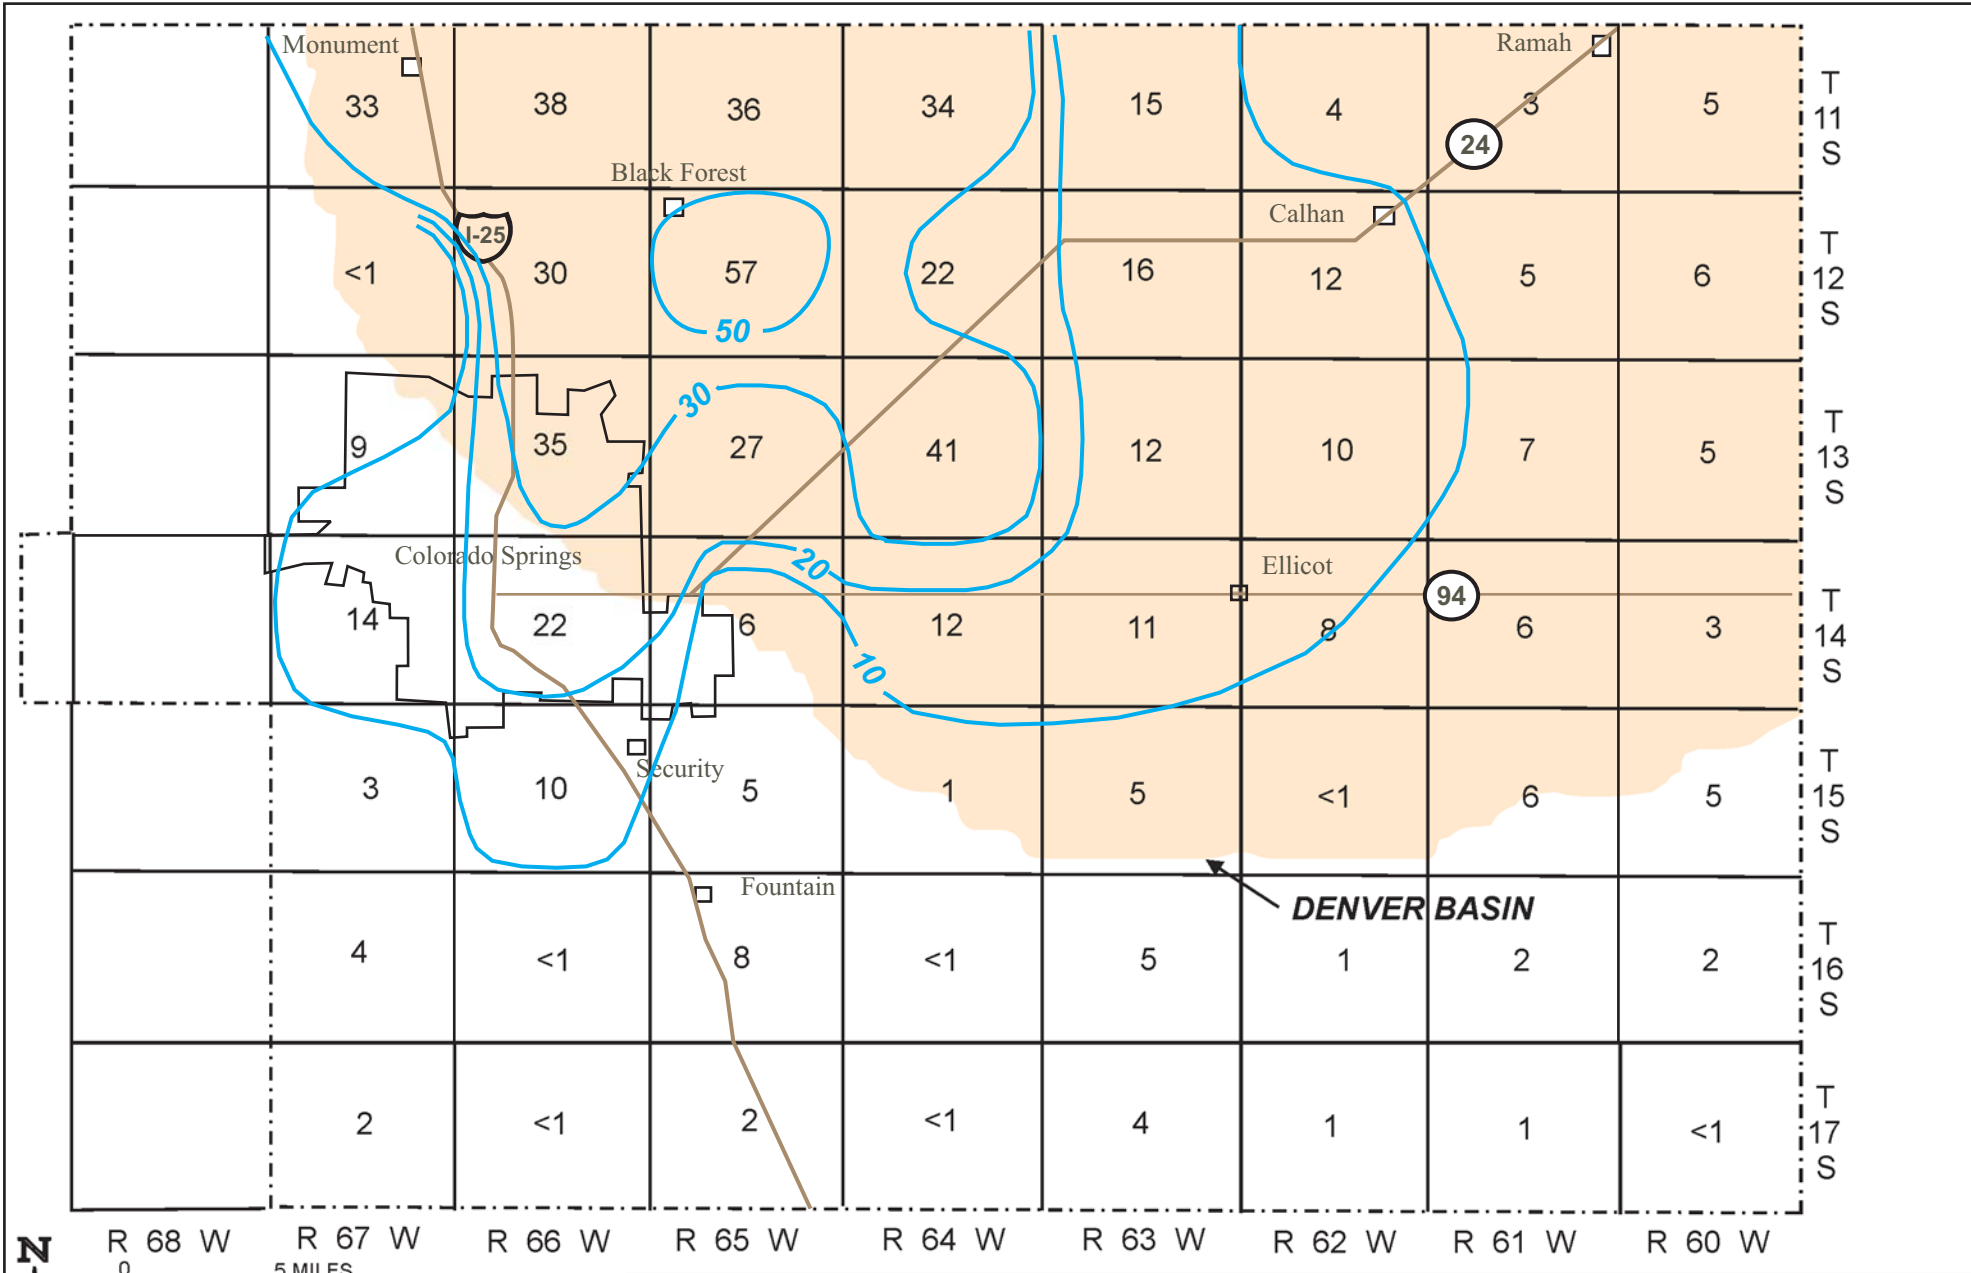 Monument
Ramah
33 38 36 34 15 4 3 5
T
11
S
24
Black Forest
I-25
Calhan
<1 30 57 22 16 12 5 6
T
12
S
50
30
9 35 27 41 12 10 7 5
T
13
S
Colorado Springs
20
Ellicot
94
14 22 6 12 11 8 6 3
T
14
S
10
Security
3 10 5 1 5 <1 6 5
T
15
S
Fountain
DENVER BASIN
4 <1 8 <1 5 1 2 2
T
16
S
2 <1 2 <1 4 1 1 <1
T
17
S
R 68 W R 67 W R 66 W R 65 W R 64 W R 63 W R 62 W R 61 W R 60 W
N
0 5 MILES